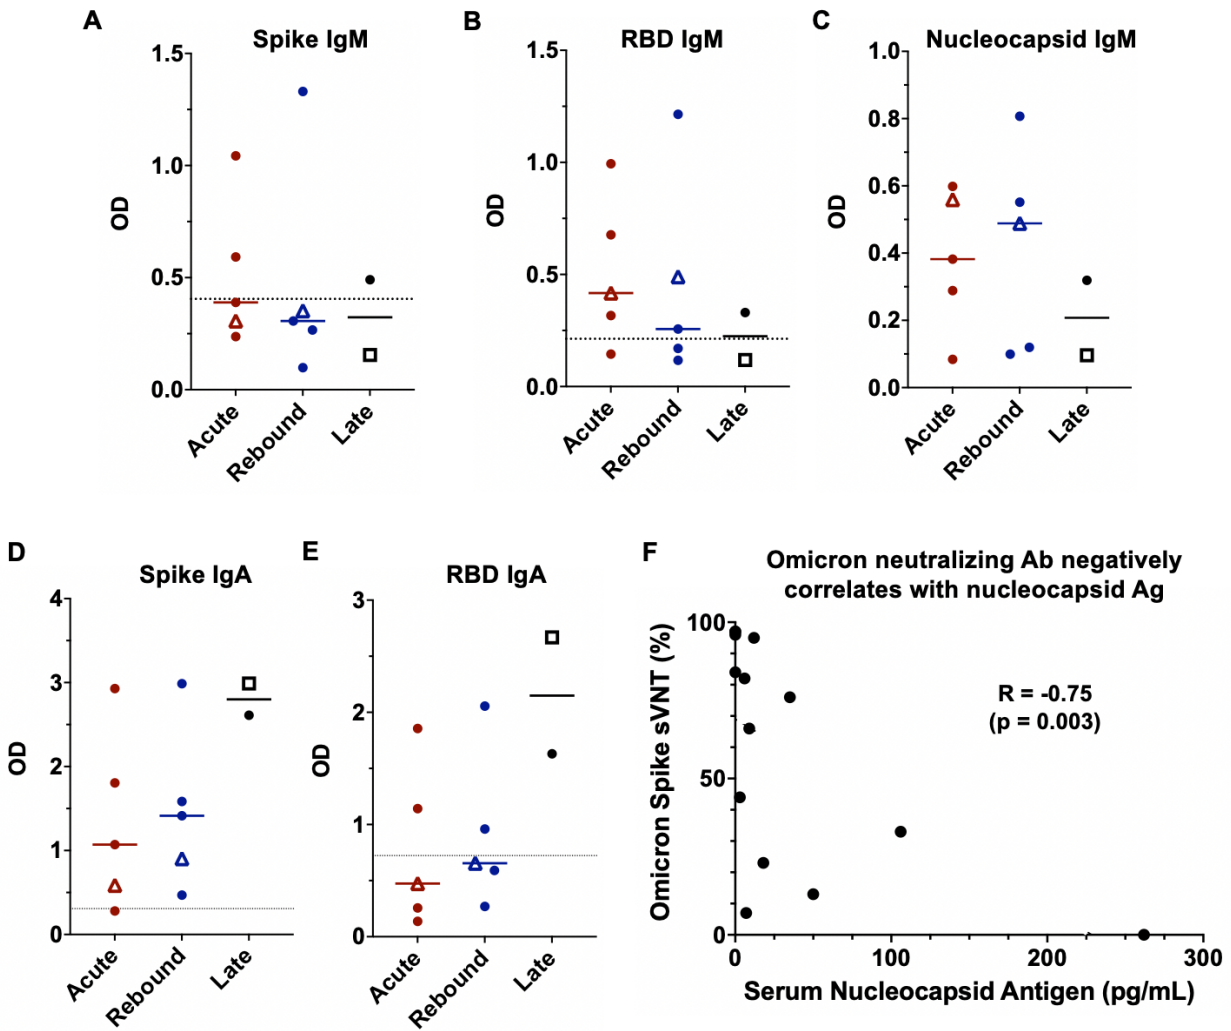 A
Spike IgM
1.5
1.0
0.5
0.0
OD
Acute
Rebound
Late
B
RBD IgM
1.5
1.0
0.5
0.0
OD
Acute
Rebound
Late
C
Nucleocapsid IgM
1.0
0.8
0.6
0.4
0.2
0.0
OD
Acute
Rebound
Late
D
Spike IgA
4
3
2
1
0
OD
Acute
Rebound
Late
E
RBD IgA
3
2
1
0
OD
Acute
Rebound
Late
F
Omicron neutralizing Ab negatively
correlates with nucleocapsid Ag
100
50
0
Omicron Spike sVNT (%)
R = -0.75
(p = 0.003)
0
100
200
300
Serum Nucleocapsid Antigen (pg/mL)